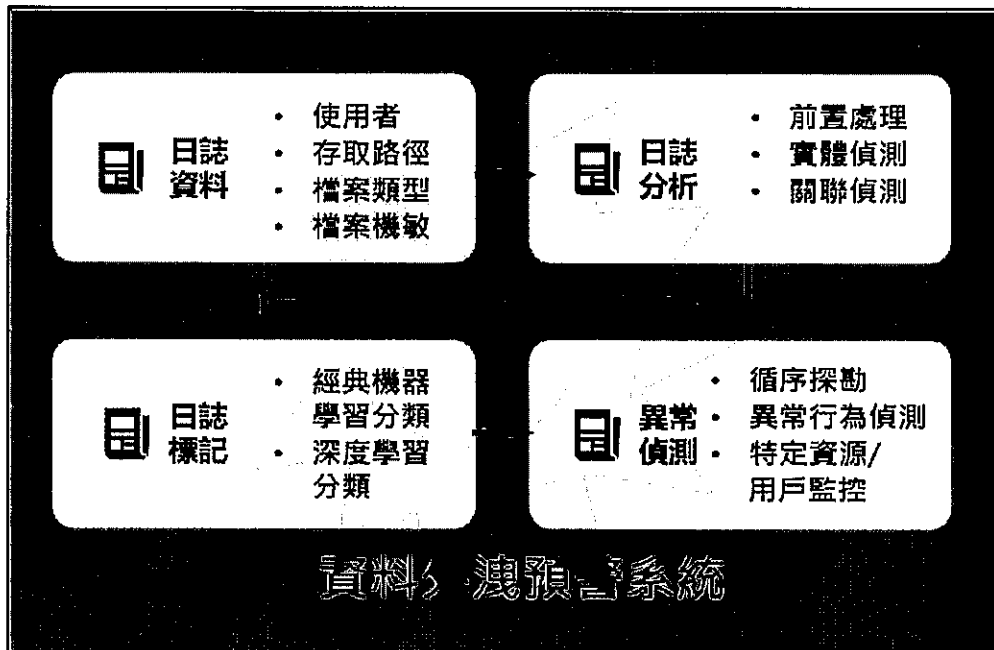 日誌
資料
• 使用者
• 存取路徑
• 檔案類型
• 檔案機敏
日誌
分析
• 前置處理
• 實體偵測
• 關聯偵測
日誌
標記
• 經典機器
學習分類
• 深度學習
分類
異常
偵測
• 循序探勘
• 異常行為偵測
• 特定資源/
用戶監控
資料外洩預警系統